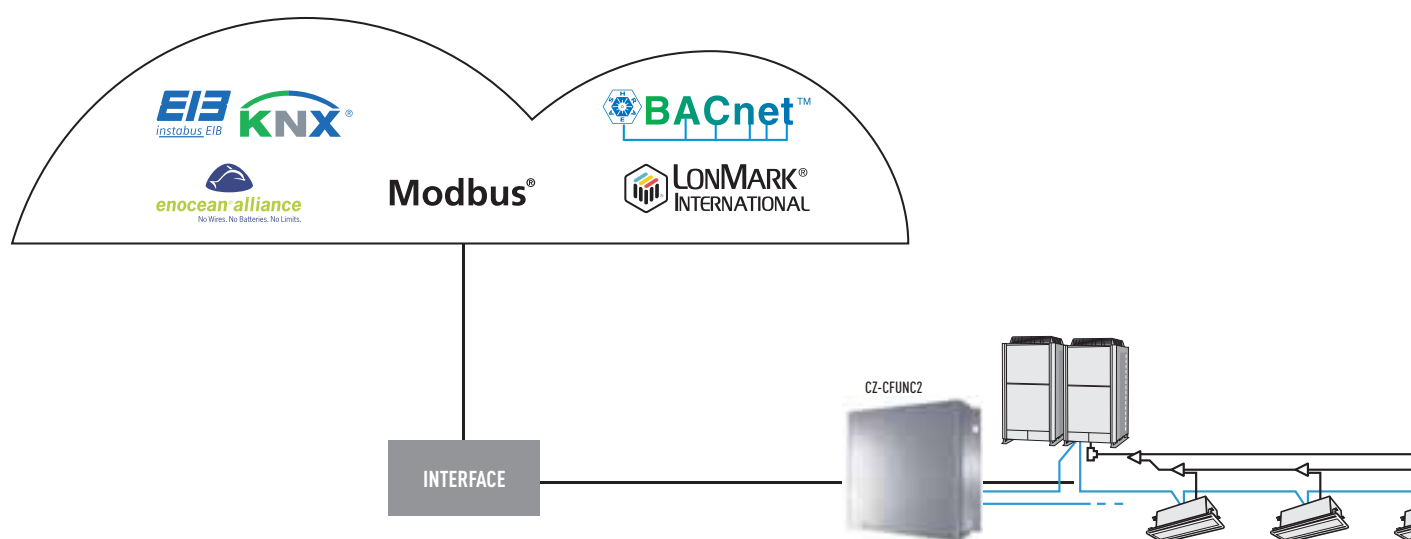 EIB
instabus EIB
KNX®
ASHRAE
BACnet™
enocean® alliance
No Wires. No Batteries. No Limits.
Modbus®
LONMARK®
INTERNATIONAL
CZ-CFUNC2
INTERFACE